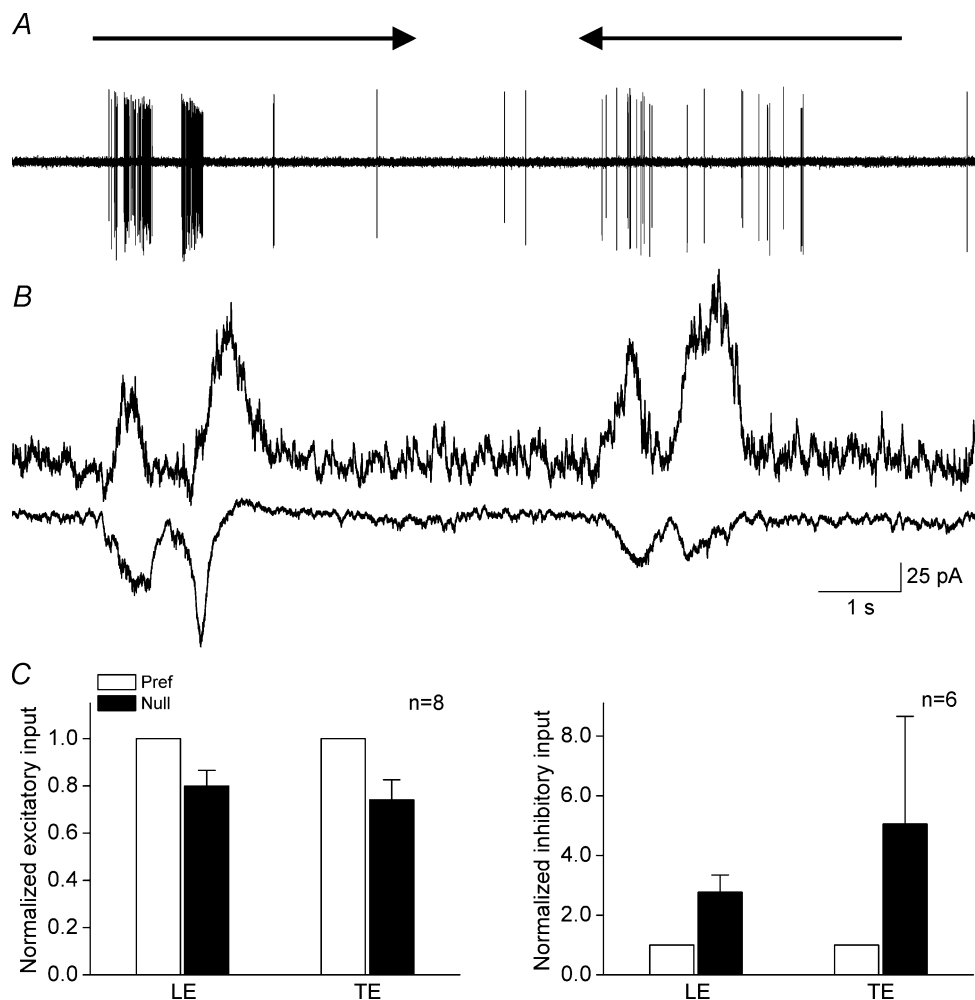 A
B
25 pA
1 s
C
Pref
Null
n=8
Normalized excitatory input
1.0
0.8
0.6
0.4
0.2
0.0
LE
TE
n=6
Normalized inhibitory input
8.0
6.0
4.0
2.0
0.0
LE
TE